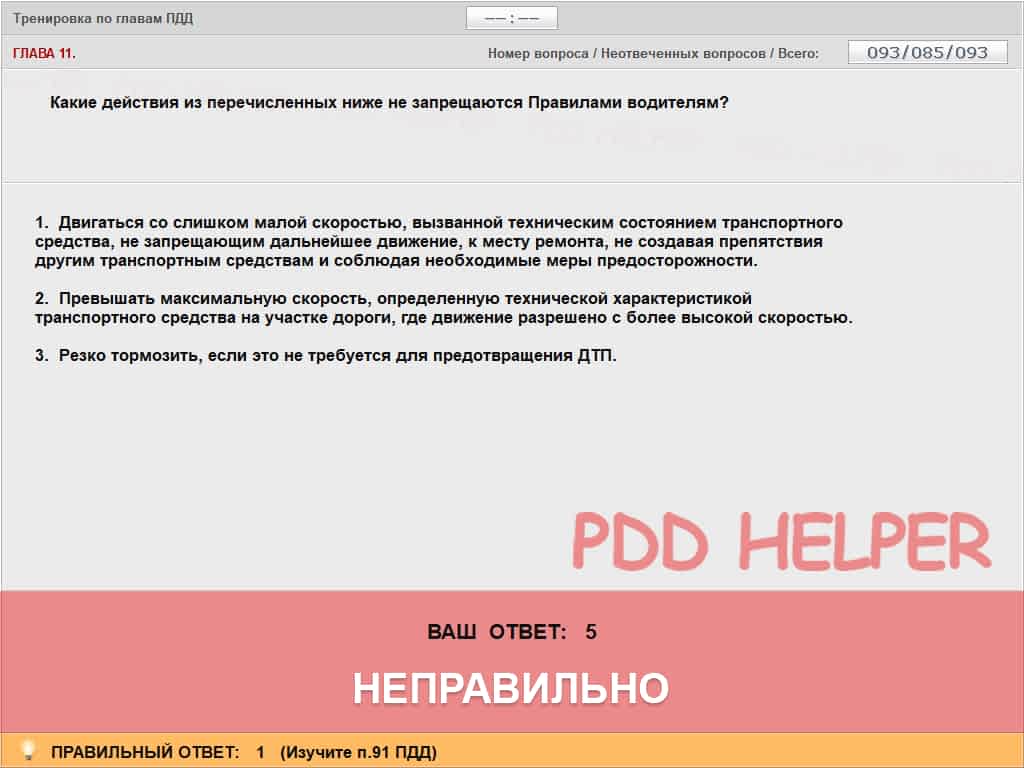 Тренировка по главам ПДД
–– : ––
ГЛАВА 11.
Номер вопроса / Неотвеченных вопросов / Всего:
093/085/093
Какие действия из перечисленных ниже не запрещаются Правилами водителям?
1. Двигаться со слишком малой скоростью, вызванной техническим состоянием транспортного
средства, не запрещающим дальнейшее движение, к месту ремонта, не создавая препятствия
другим транспортным средствам и соблюдая необходимые меры предосторожности.
2. Превышать максимальную скорость, определенную технической характеристикой
транспортного средства на участке дороги, где движение разрешено с более высокой скоростью.
3. Резко тормозить, если это не требуется для предотвращения ДТП.
PDD HELPER
ВАШ ОТВЕТ: 5
НЕПРАВИЛЬНО
ПРАВИЛЬНЫЙ ОТВЕТ: 1 (Изучите п.91 ПДД)